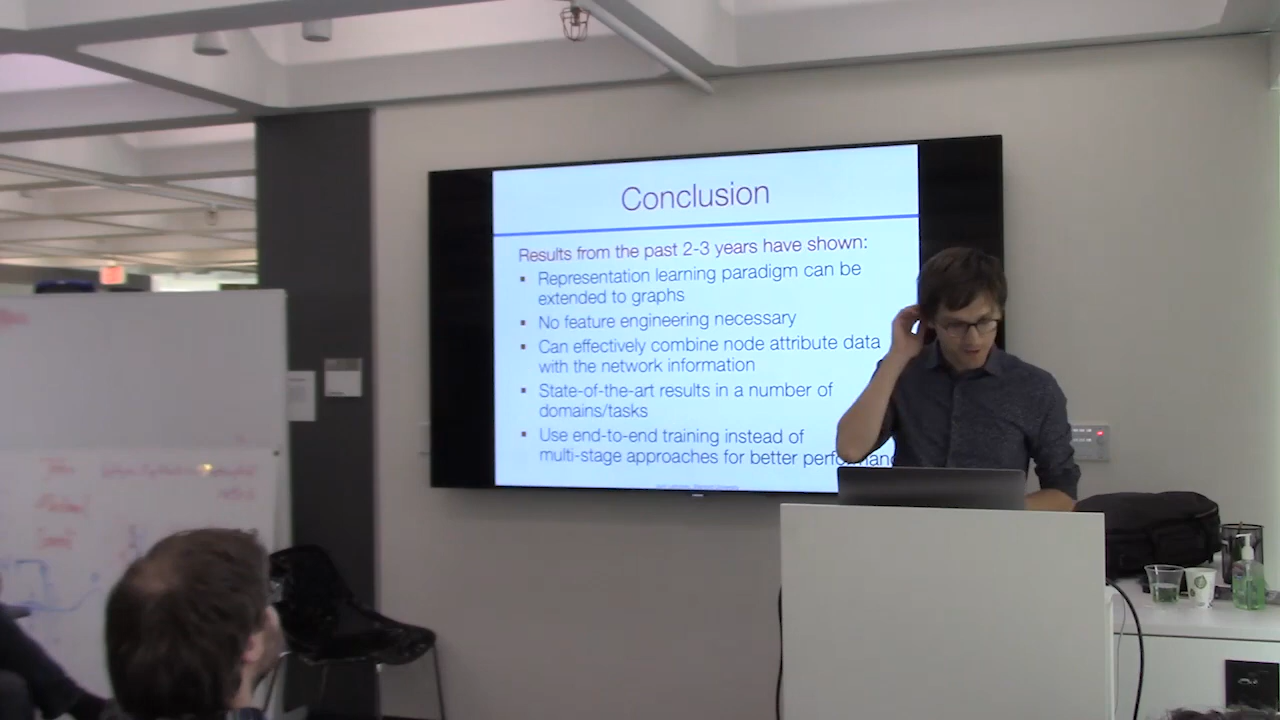 Conclusion
Results from the past 2-3 years have shown:
▪ Representation learning paradigm can be
extended to graphs
▪ No feature engineering necessary
▪ Can effectively combine node attribute data
with the network information
▪ State-of-the-art results in a number of
domains/tasks
▪ Use end-to-end training instead of
multi-stage approaches for better